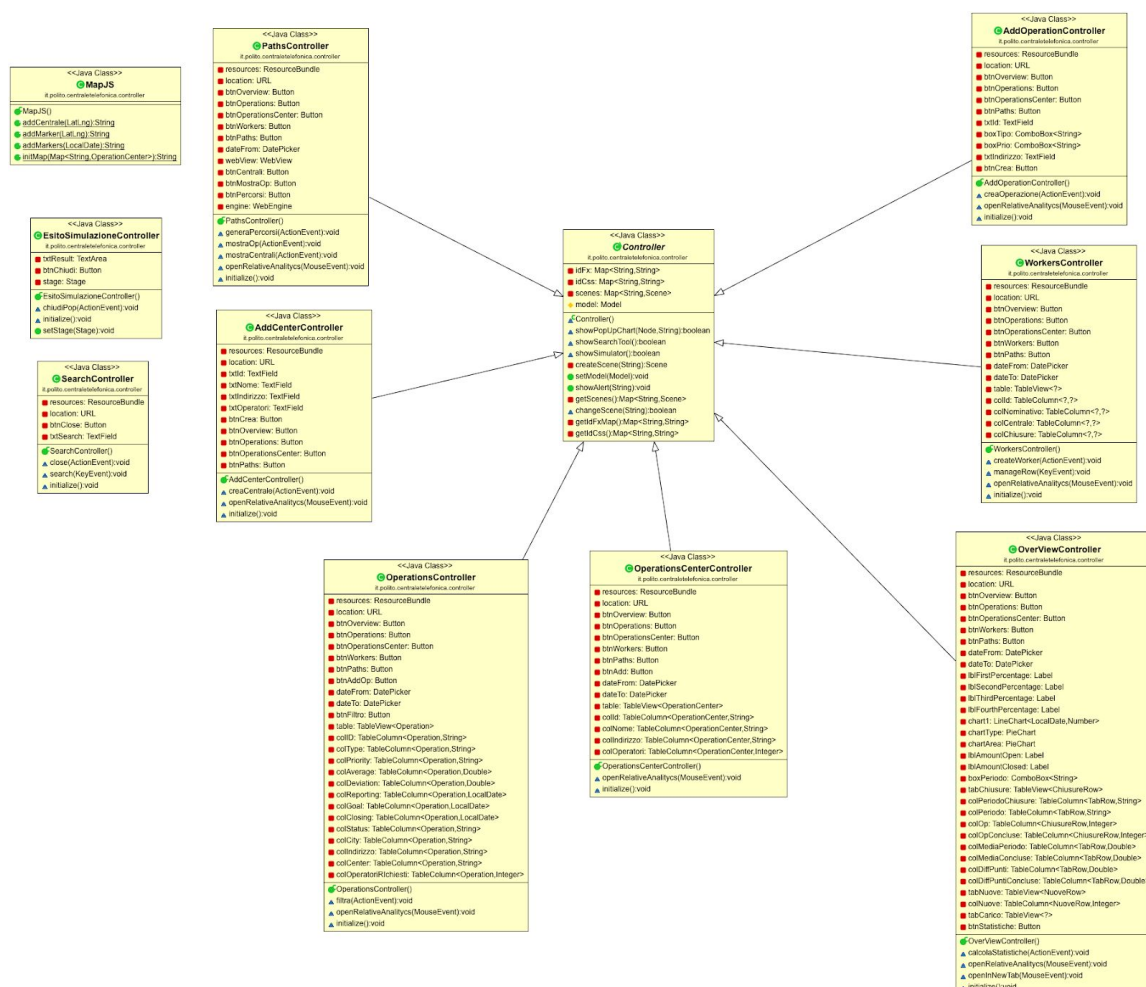 <<Java Class>>
MapJS
it.polito.centraletelefonica.controller
MapJS()
addCentrale(LatLng):String
addMarker(LatLng):String
addMarkers(LocalDate):String
initMap(Map<String,OperationCenter>):String
<<Java Class>>
EsitoSimulazioneController
it.polito.centraletelefonica.controller
txtResult: TextArea
btnChiudi: Button
stage: Stage
EsitoSimulazioneController()
chiudiPop(ActionEvent):void
initialize():void
setStage(Stage):void
<<Java Class>>
SearchController
it.polito.centraletelefonica.controller
resources: ResourceBundle
location: URL
btnClose: Button
txtSearch: TextField
SearchController()
close(ActionEvent):void
search(KeyEvent):void
initialize():void
<<Java Class>>
PathsController
it.polito.centraletelefonica.controller
resources: ResourceBundle
location: URL
btnOverview: Button
btnOperations: Button
btnOperationsCenter: Button
btnWorkers: Button
btnPaths: Button
dateFrom: DatePicker
webView: WebView
btnCentrali: Button
btnMostraOp: Button
btnPercorsi: Button
engine: WebEngine
PathsController()
generaPercorsi(ActionEvent):void
mostraOp(ActionEvent):void
mostraCentrali(ActionEvent):void
openRelativeAnalitycs(MouseEvent):void
initialize():void
<<Java Class>>
AddCenterController
it.polito.centraletelefonica.controller
resources: ResourceBundle
location: URL
txtId: TextField
txtNome: TextField
txtIndirizzo: TextField
txtOperatori: TextField
btnCrea: Button
btnOverview: Button
btnOperations: Button
btnOperationsCenter: Button
btnPaths: Button
AddCenterController()
creaCentrale(ActionEvent):void
openRelativeAnalitycs(MouseEvent):void
initialize():void
<<Java Class>>
Controller
it.polito.centraletelefonica.controller
idFx: Map<String,String>
idCss: Map<String,String>
scenes: Map<String,Scene>
model: Model
Controller()
showPopUpChart(Node,String):boolean
showSearchTool():boolean
showSimulator():boolean
createScene(String):Scene
setModel(Model):void
showAlert(String):void
getScenes():Map<String,Scene>
changeScene(String):boolean
getIdFxMap():Map<String,String>
getIdCss():Map<String,String>
<<Java Class>>
AddOperationController
it.polito.centraletelefonica.controller
resources: ResourceBundle
location: URL
btnOverview: Button
btnOperations: Button
btnOperationsCenter: Button
btnPaths: Button
txtId: TextField
boxTipo: ComboBox<String>
boxPrio: ComboBox<String>
txtIndirizzo: TextField
btnCrea: Button
AddOperationController()
creaOperazione(ActionEvent):void
openRelativeAnalitycs(MouseEvent):void
initialize():void
<<Java Class>>
WorkersController
it.polito.centraletelefonica.controller
resources: ResourceBundle
location: URL
btnOverview: Button
btnOperations: Button
btnOperationsCenter: Button
btnWorkers: Button
btnPaths: Button
dateFrom: DatePicker
dateTo: DatePicker
table: TableView<?>
colId: TableColumn<?,?>
colNominativo: TableColumn<?,?>
colCentrale: TableColumn<?,?>
colChiusure: TableColumn<?,?>
WorkersController()
createWorker(ActionEvent):void
manageRow(KeyEvent):void
openRelativeAnalitycs(MouseEvent):void
initialize():void
<<Java Class>>
OperationsController
it.polito.centraletelefonica.controller
resources: ResourceBundle
location: URL
btnOverview: Button
btnOperations: Button
btnOperationsCenter: Button
btnWorkers: Button
btnPaths: Button
btnAddOp: Button
dateFrom: DatePicker
dateTo: DatePicker
btnFiltro: Button
table: TableView<Operation>
colID: TableColumn<Operation,String>
colType: TableColumn<Operation,String>
colPriority: TableColumn<Operation,String>
colAverage: TableColumn<Operation,Double>
colDeviation: TableColumn<Operation,Double>
colReporting: TableColumn<Operation,LocalDate>
colGoal: TableColumn<Operation,LocalDate>
colClosing: TableColumn<Operation,LocalDate>
colStatus: TableColumn<Operation,String>
colCity: TableColumn<Operation,String>
colIndirizzo: TableColumn<Operation,String>
colCenter: TableColumn<Operation,String>
colOperatoriRIchiesti: TableColumn<Operation,Integer>
OperationsController()
filtra(ActionEvent):void
openRelativeAnalitycs(MouseEvent):void
initialize():void
<<Java Class>>
OperationsCenterController
it.polito.centraletelefonica.controller
resources: ResourceBundle
location: URL
btnOverview: Button
btnOperations: Button
btnOperationsCenter: Button
btnWorkers: Button
btnPaths: Button
btnAdd: Button
dateFrom: DatePicker
dateTo: DatePicker
table: TableView<OperationCenter>
colId: TableColumn<OperationCenter,String>
colNome: TableColumn<OperationCenter,String>
colIndirizzo: TableColumn<OperationCenter,String>
colOperatori: TableColumn<OperationCenter,Integer>
OperationsCenterController()
openRelativeAnalitycs(MouseEvent):void
initialize():void
<<Java Class>>
OverViewController
it.polito.centraletelefonica.controller
resources: ResourceBundle
location: URL
btnOverview: Button
btnOperations: Button
btnOperationsCenter: Button
btnWorkers: Button
btnPaths: Button
dateFrom: DatePicker
dateTo: DatePicker
lblFirstPercentage: Label
lblSecondPercentage: Label
lblThirdPercentage: Label
lblFourthPercentage: Label
chart1: LineChart<LocalDate,Number>
chartType: PieChart
chartArea: PieChart
lblAmountOpen: Label
lblAmountClosed: Label
boxPeriodo: ComboBox<String>
tabChiusure: TableView<ChiusureRow>
colPeriodoChiusure: TableColumn<TabRow,String>
colPeriodo: TableColumn<TabRow,String>
colOp: TableColumn<ChiusureRow,Integer>
colOpConcluse: TableColumn<ChiusureRow,Integer>
colMediaPeriodo: TableColumn<TabRow,Double>
colMediaConcluse: TableColumn<TabRow,Double>
colDiffPunti: TableColumn<TabRow,Double>
colDiffPuntiConcluse: TableColumn<TabRow,Double>
tabNuove: TableView<NuoveRow>
colNuove: TableColumn<NuoveRow,Integer>
tabCarico: TableView<?>
btnStatistiche: Button
OverViewController()
calcolaStatistiche(ActionEvent):void
openRelativeAnalitycs(MouseEvent):void
openInNewTab(MouseEvent):void
initialize():void